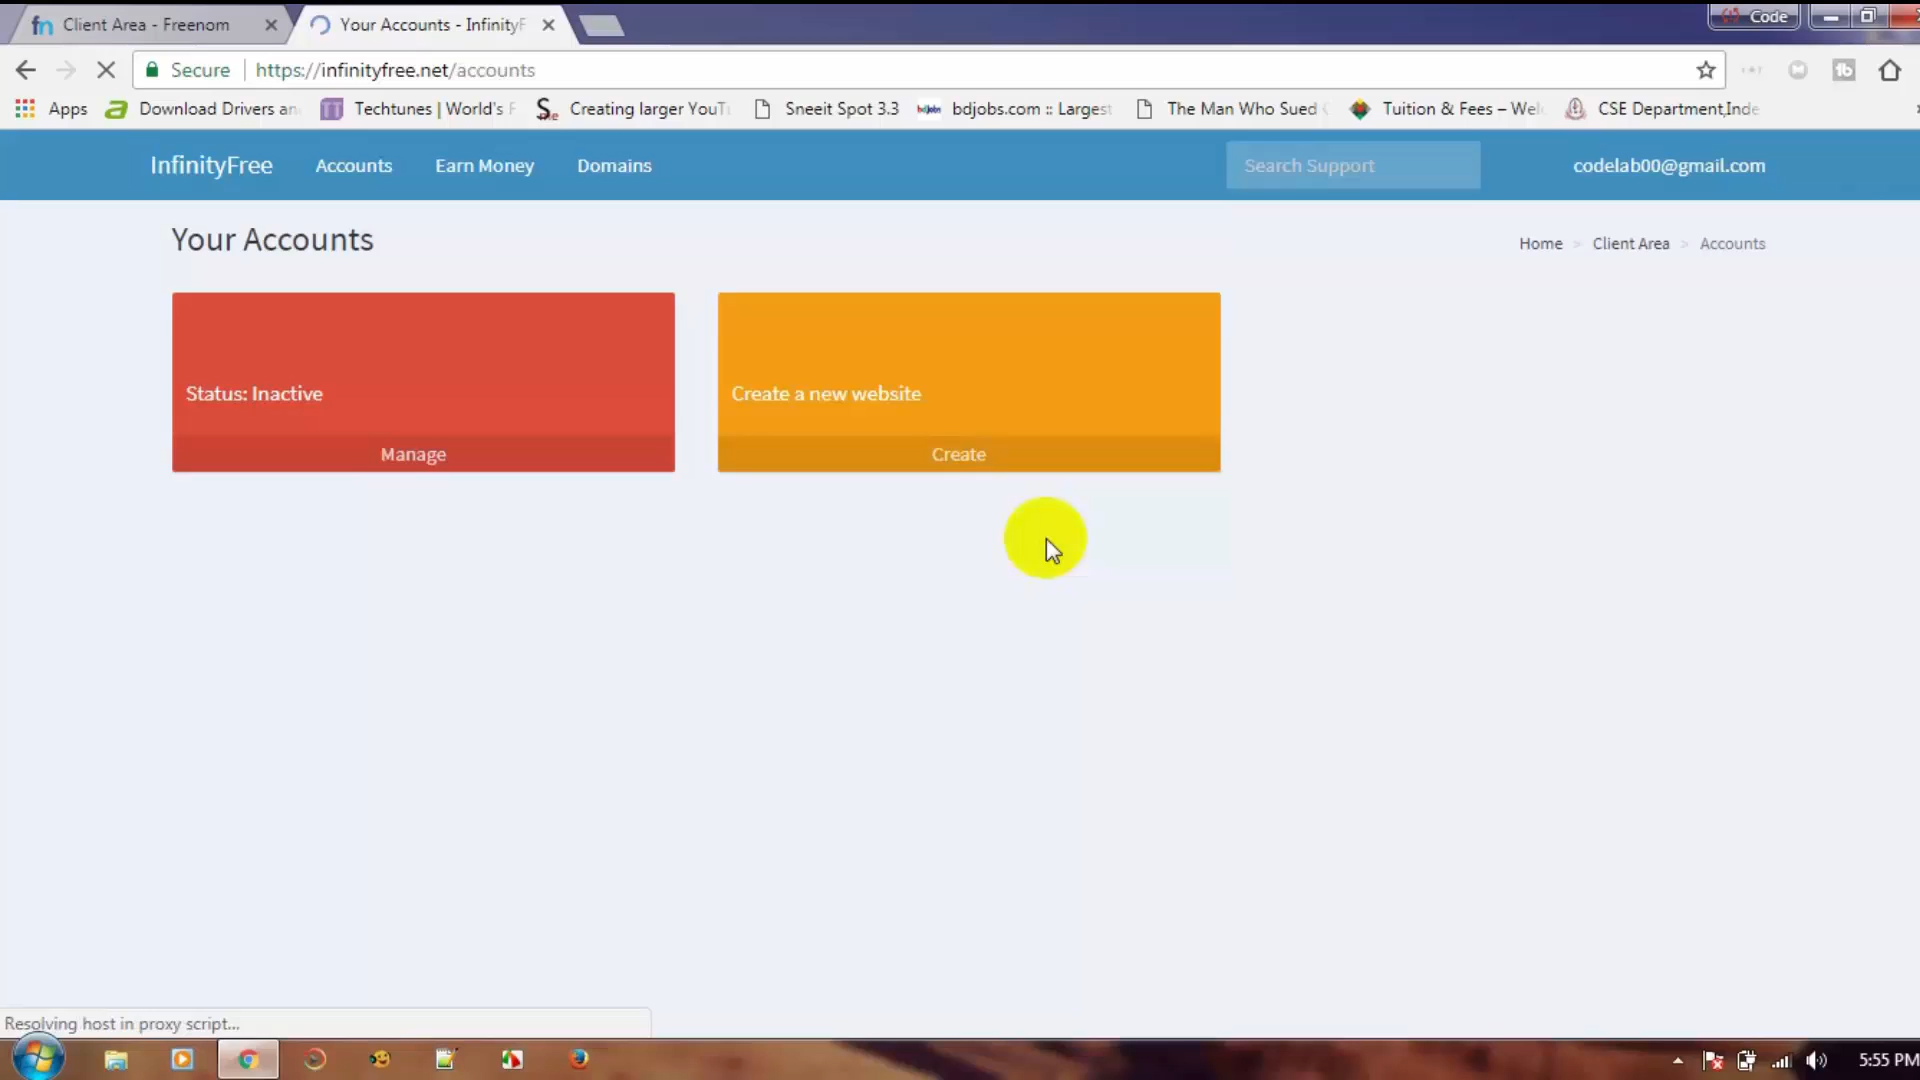 Client Area - Freenom
Your Accounts - InfinityF
Code
Secure
https://infinityfree.net/accounts
Apps
Download Drivers an
Techtunes | World's F
Creating larger YouT
Sneeit Spot 3.3
bdjobs.com :: Largest
The Man Who Sued
Tuition & Fees – Wel
CSE Department,Inde
InfinityFree
Accounts
Earn Money
Domains
Search Support
codelab00@gmail.com
Your Accounts
Home > Client Area > Accounts
Status: Inactive
Manage
Create a new website
Create
Resolving host in proxy script...
5:55 PM